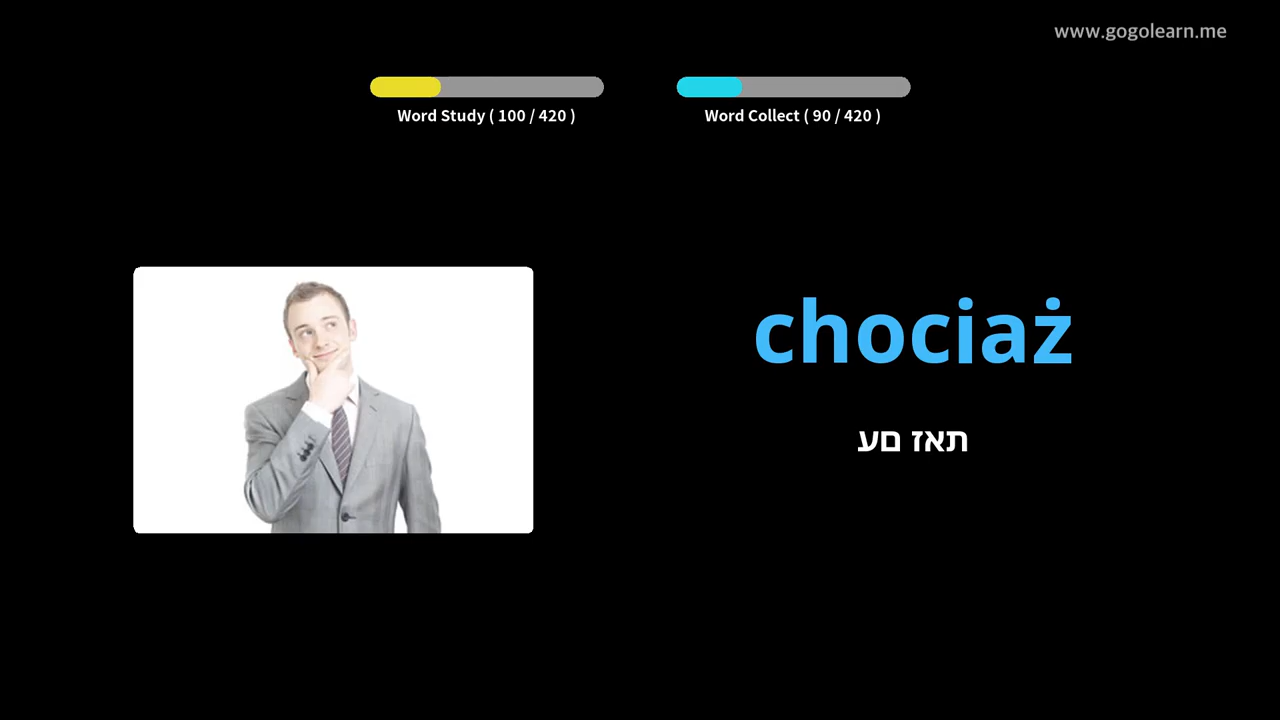 www.gogolearn.me
Word Study ( 100 / 420 )
Word Collect ( 90 / 420 )
chociaż
תאז םע